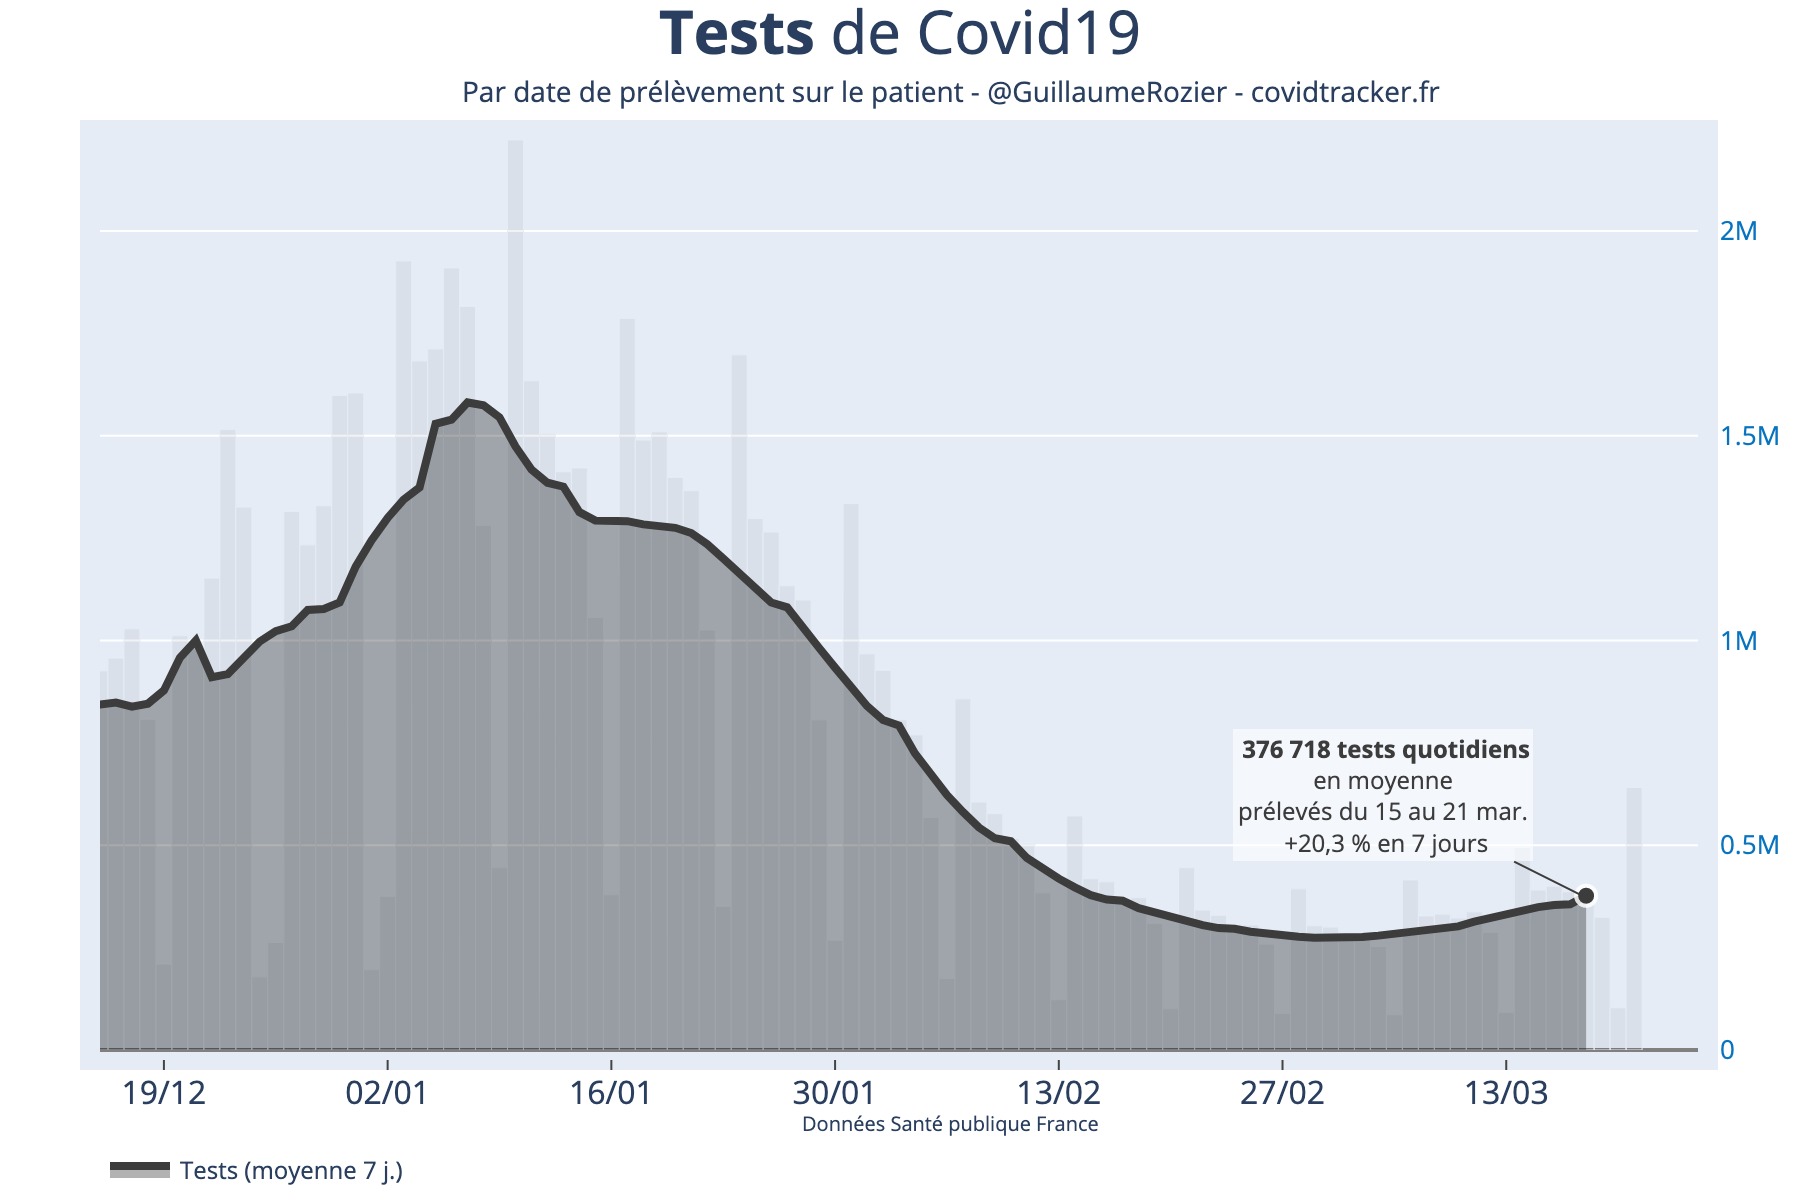 Tests de Covid19
Par date de prélèvement sur le patient - @GuillaumeRozier - covidtracker.fr
2M
1.5M
1M
376 718 tests quotidiens
en moyenne
prélevés du 15 au 21 mar.
+20,3 % en 7 jours
0.5M
0
19/12 02/01 16/01 30/01 13/02 27/02 13/03
Données Santé publique France
Tests (moyenne 7 j.)